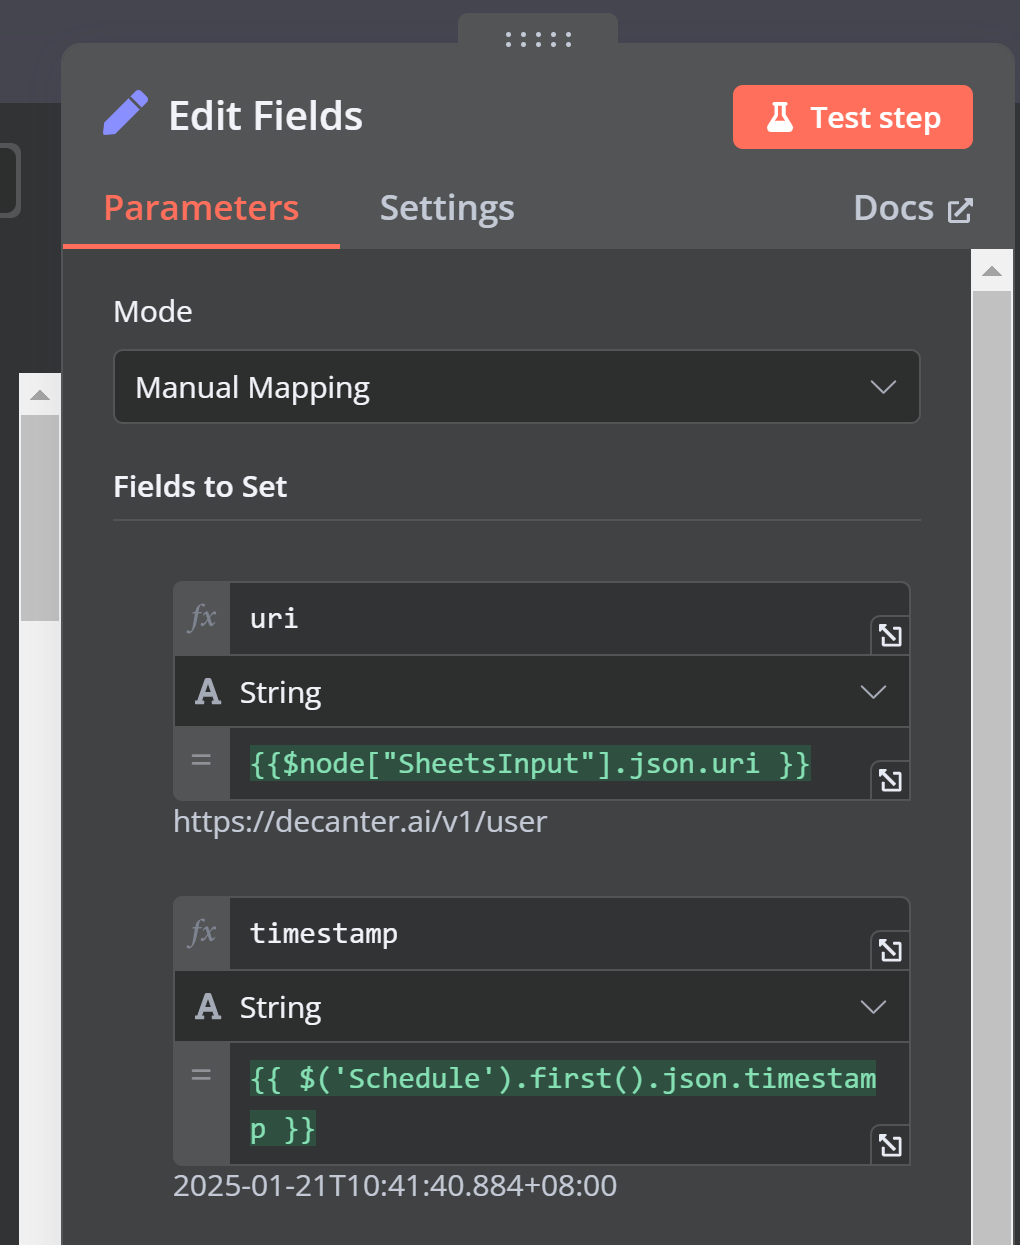 Edit Fields
Test step
Parameters
Settings
Docs
Mode
Manual Mapping
Fields to Set
fx
uri
A String
=
{{$node["SheetsInput"].json.uri }}
https://decanter.ai/v1/user
fx
timestamp
A String
=
{{ $('Schedule').first().json.timestam
p }}
2025-01-21T10:41:40.884+08:00